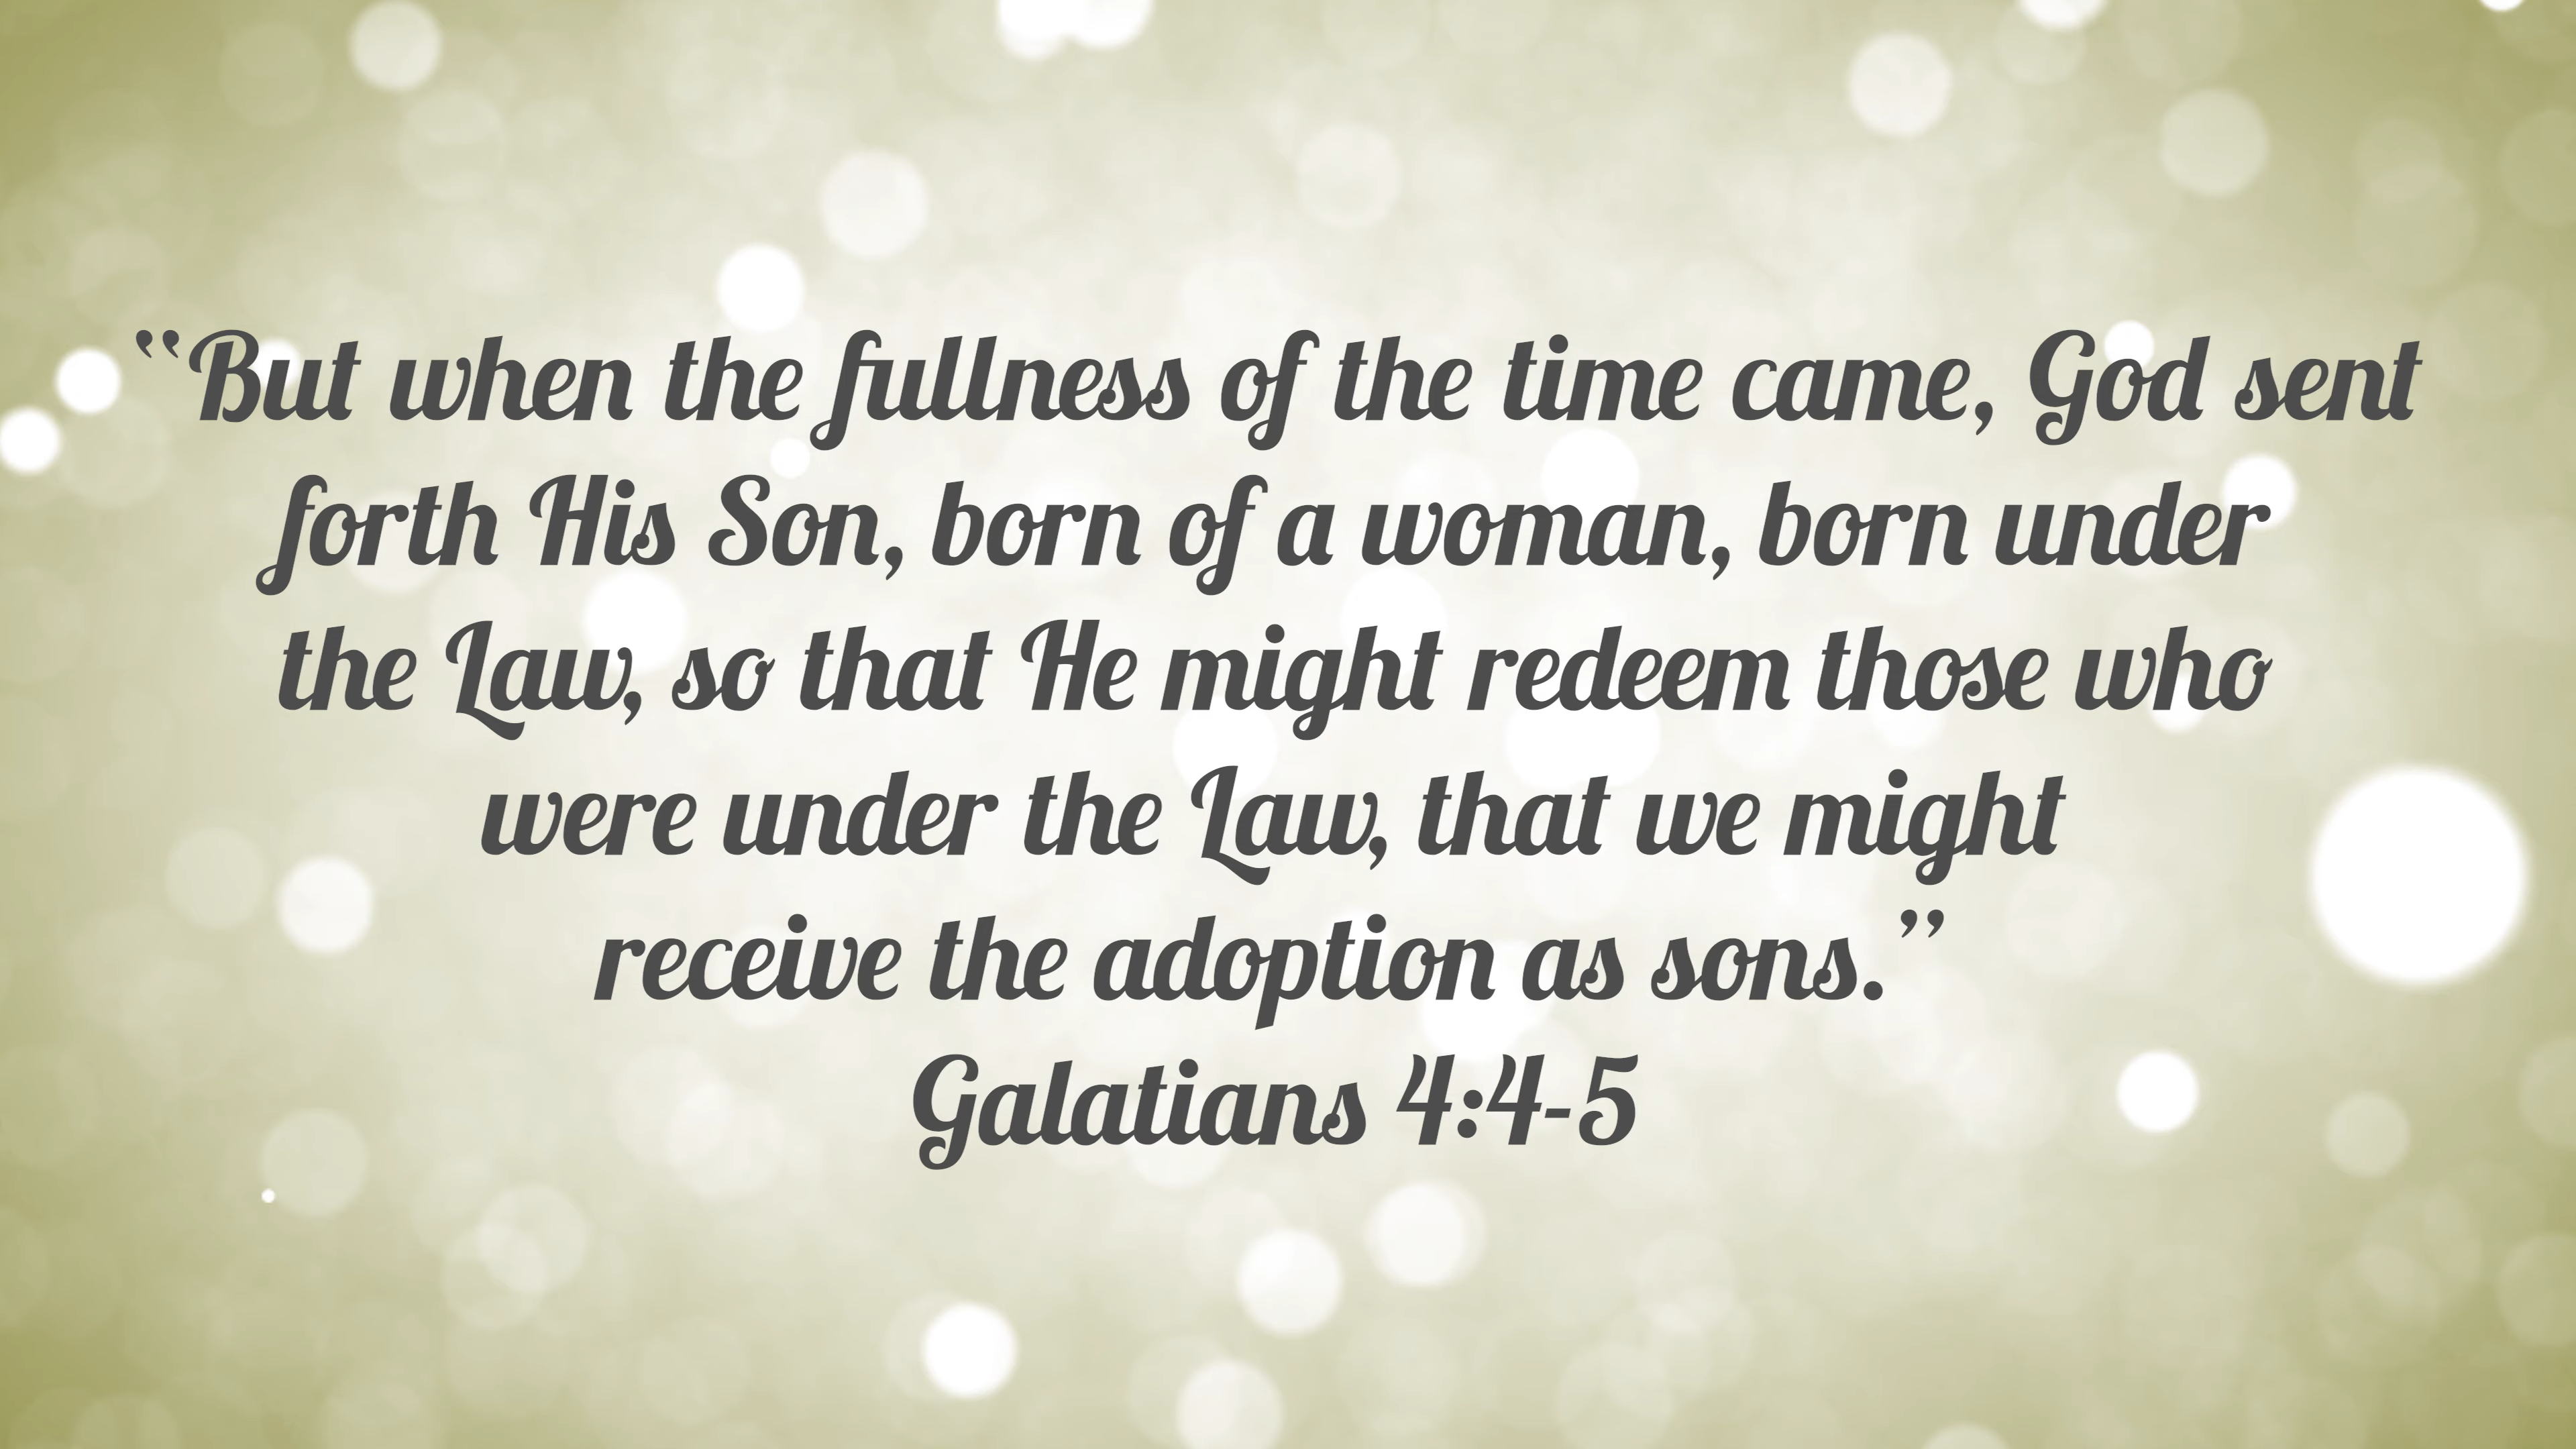 “But when the fullness of the time came, God sent
forth His Son, born of a woman, born under
the Law, so that He might redeem those who
were under the Law, that we might
receive the adoption as sons.”
Galatians 4:4-5